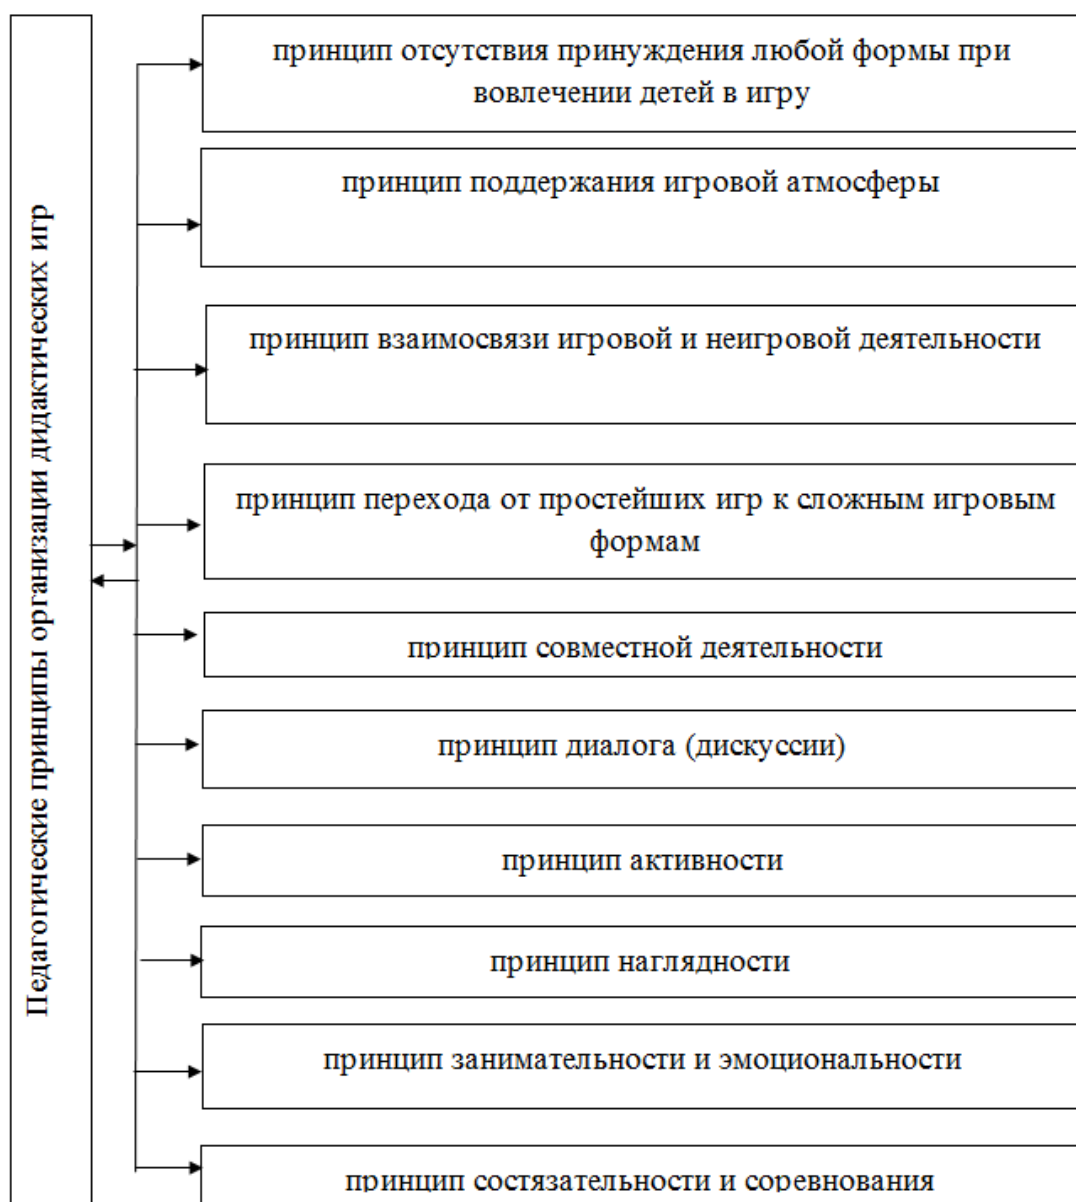 Педагогические принципы организации дидактических игр
принцип отсутствия принуждения любой формы при
вовлечении детей в игру
принцип поддержания игровой атмосферы
принцип взаимосвязи игровой и неигровой деятельности
принцип перехода от простейших игр к сложным игровым
формам
принцип совместной деятельности
принцип диалога (дискуссии)
принцип активности
принцип наглядности
принцип занимательности и эмоциональности
принцип состязательности и соревнования